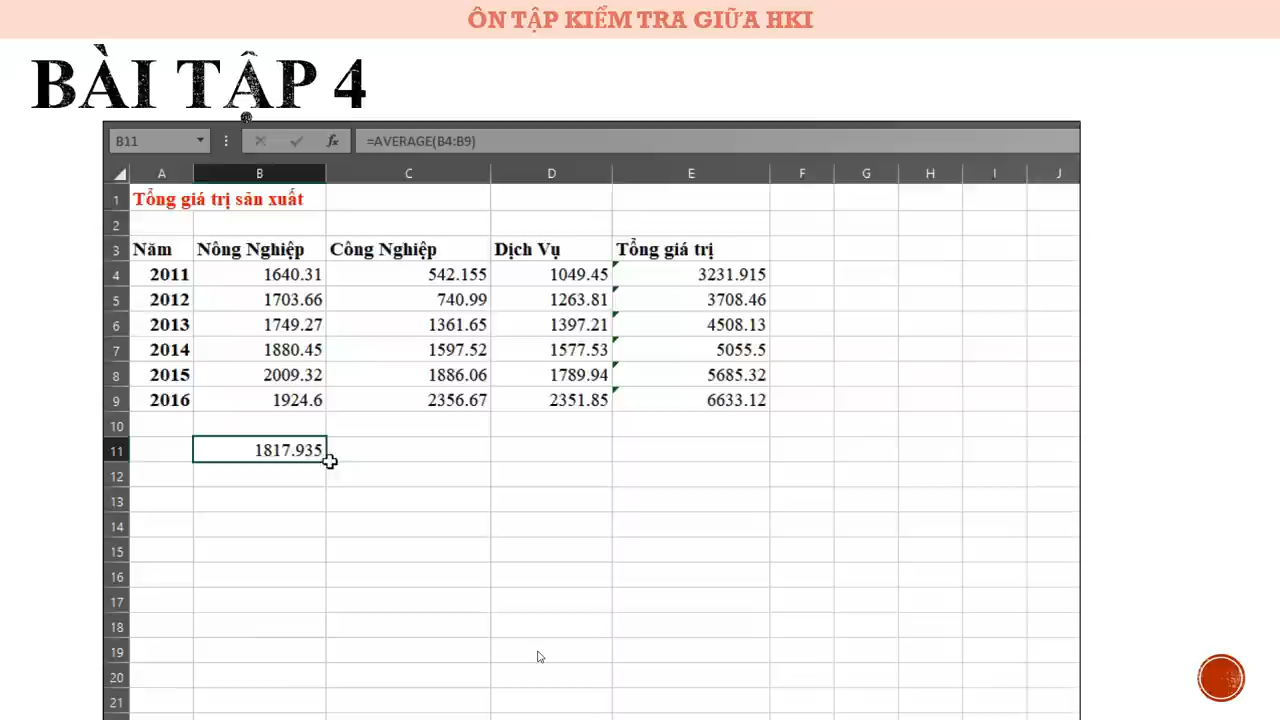 ÔN TẬP KIỂM TRA GIỮA HKI
BÀI TẬP 4
B11 fx =AVERAGE(B4:B9)
A B C D E F G H I J
1 Tổng giá trị sản xuất
2
3 Năm Nông Nghiệp Công Nghiệp Dịch Vụ Tổng giá trị
4 2011 1640.31 542.155 1049.45 3231.915
5 2012 1703.66 740.99 1263.81 3708.46
6 2013 1749.27 1361.65 1397.21 4508.13
7 2014 1880.45 1597.52 1577.53 5055.5
8 2015 2009.32 1886.06 1789.94 5685.32
9 2016 1924.6 2356.67 2351.85 6633.12
10
11 1817.935
12
13
14
15
16
17
18
19
20
21